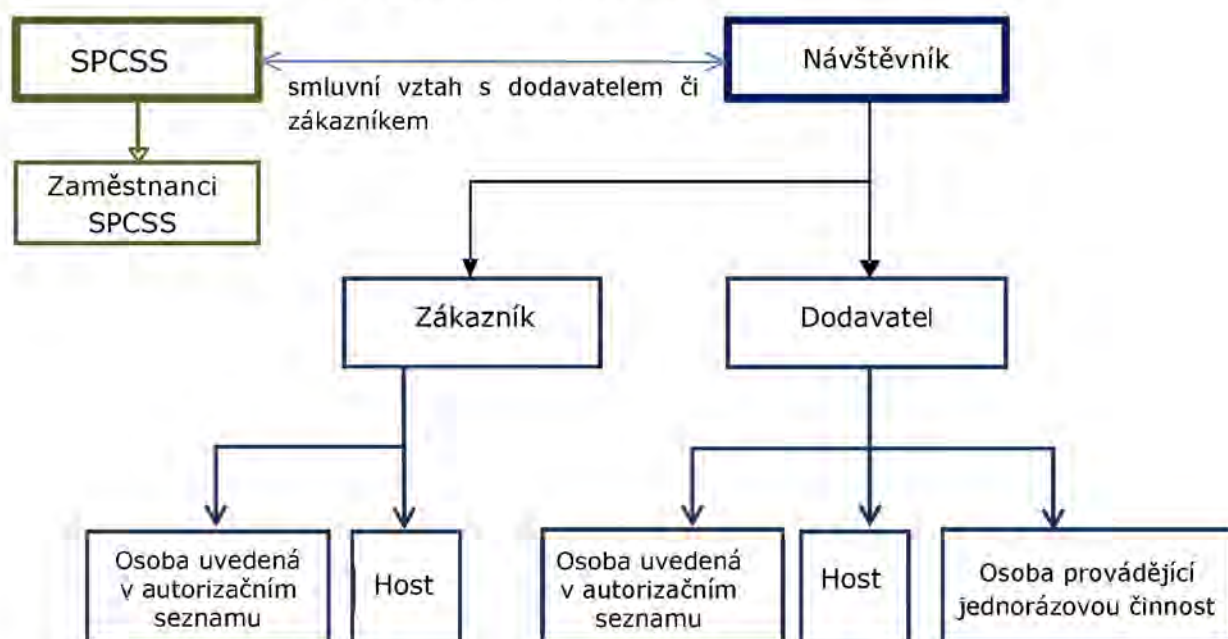 SPCSS
Návštěvník
smluvní vztah s dodavatelem či
zákazníkem
Zaměstnanci
SPCSS
Zákazník
Dodavatel
Osoba uvedená
v autorizačním
seznamu
Host
Osoba uvedená
v autorizačním
seznamu
Host
Osoba provádějící
jednorázovou činnost